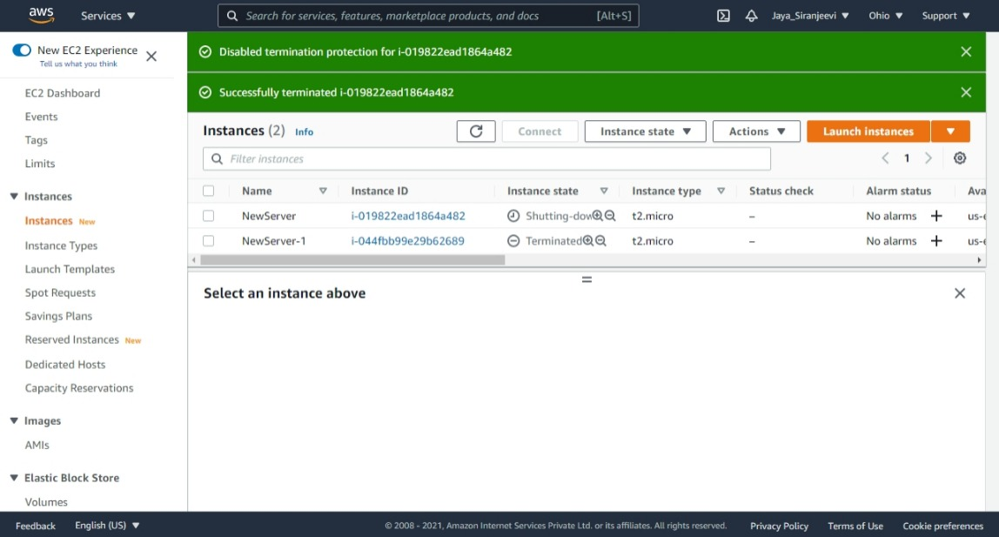 aws Services Search for services, features, marketplace products, and docs [Alt+S] Jaya_Siranjeevi Ohio Support
New EC2 Experience
Tell us what you think
EC2 Dashboard
Events
Tags
Limits
Instances
Instances New
Instance Types
Launch Templates
Spot Requests
Savings Plans
Reserved Instances New
Dedicated Hosts
Capacity Reservations
Images
AMIs
Elastic Block Store
Volumes
Disabled termination protection for i-019822ead1864a482
Successfully terminated i-019822ead1864a482
Instances (2) Info Connect Instance state Actions Launch instances
Filter instances 1
Name Instance ID Instance state Instance type Status check Alarm status Ava
NewServer i-019822ead1864a482 Shutting-dow t2.micro – No alarms + us-e
NewServer-1 i-044fbb99e29b62689 Terminated t2.micro – No alarms + us-e
Select an instance above
Feedback English (US) © 2008 - 2021, Amazon Internet Services Private Ltd. or its affiliates. All rights reserved. Privacy Policy Terms of Use Cookie preferences